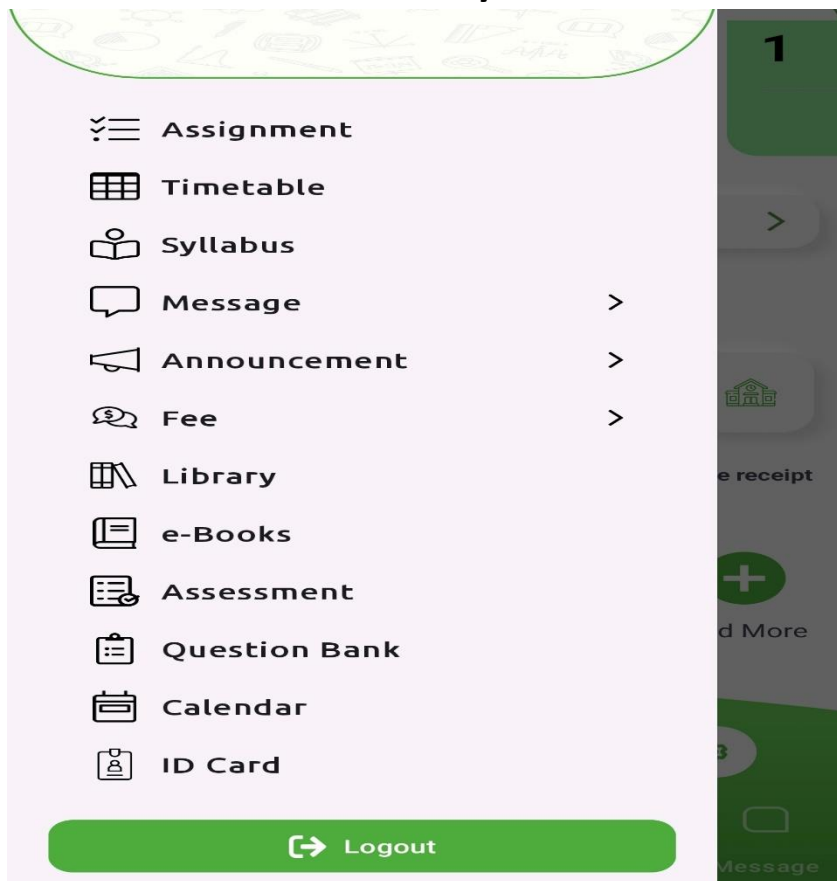 1
Assignment
Timetable
Syllabus
Message
Announcement
Fee
Library
e receipt
e-Books
Assessment
d More
Question Bank
Calendar
ID Card
Logout
Message